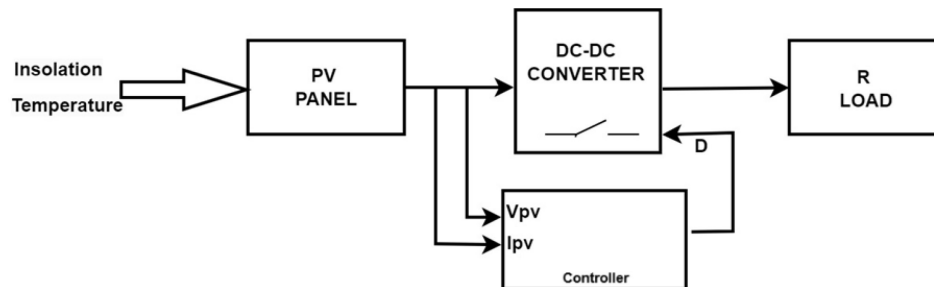 Insolation
Temperature
PV
PANEL
DC-DC
CONVERTER
R
LOAD
D
Vpv
Ipv
Controller